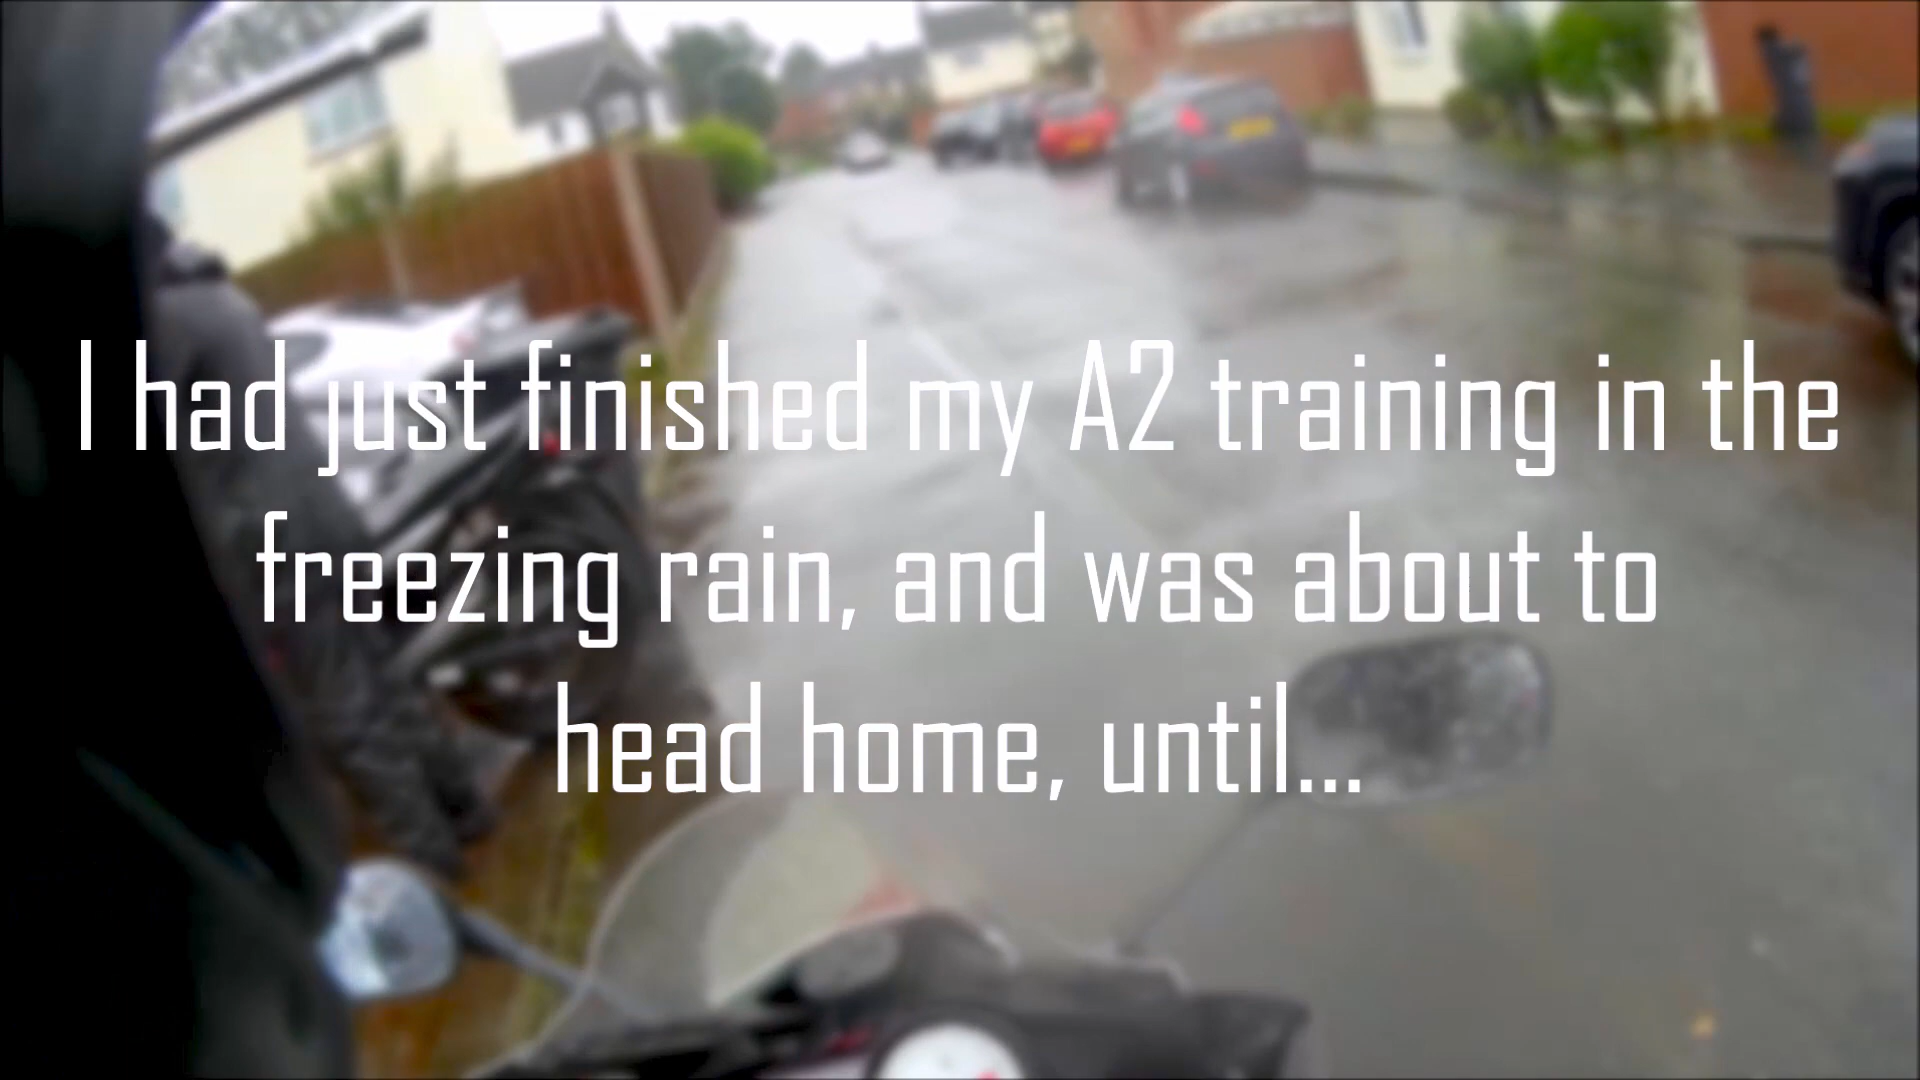 I had just finished my A2 training in the
freezing rain, and was about to
head home, until...